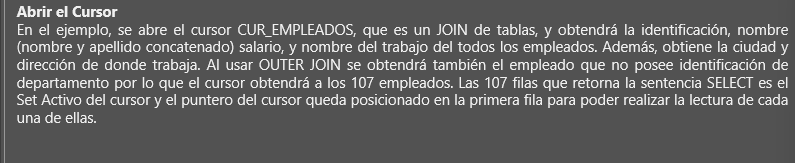 Abrir el Cursor
En el ejemplo, se abre el cursor CUR_EMPLEADOS, que es un JOIN de tablas, y obtendrá la identificación, nombre
(nombre y apellido concatenado) salario, y nombre del trabajo del todos los empleados. Además, obtiene la ciudad y
dirección de donde trabaja. Al usar OUTER JOIN se obtendrá también el empleado que no posee identificación de
departamento por lo que el cursor obtendrá a los 107 empleados. Las 107 filas que retorna la sentencia SELECT es el
Set Activo del cursor y el puntero del cursor queda posicionado en la primera fila para poder realizar la lectura de cada
una de ellas.